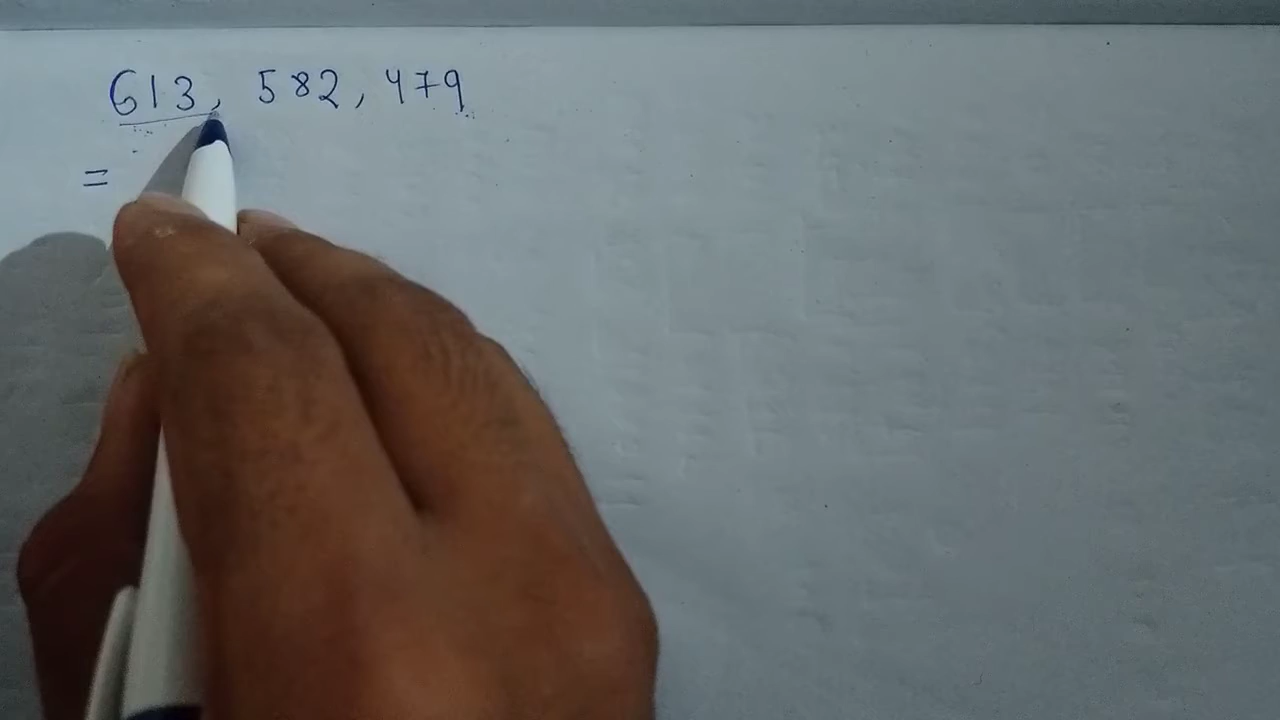 613, 582, 479
=